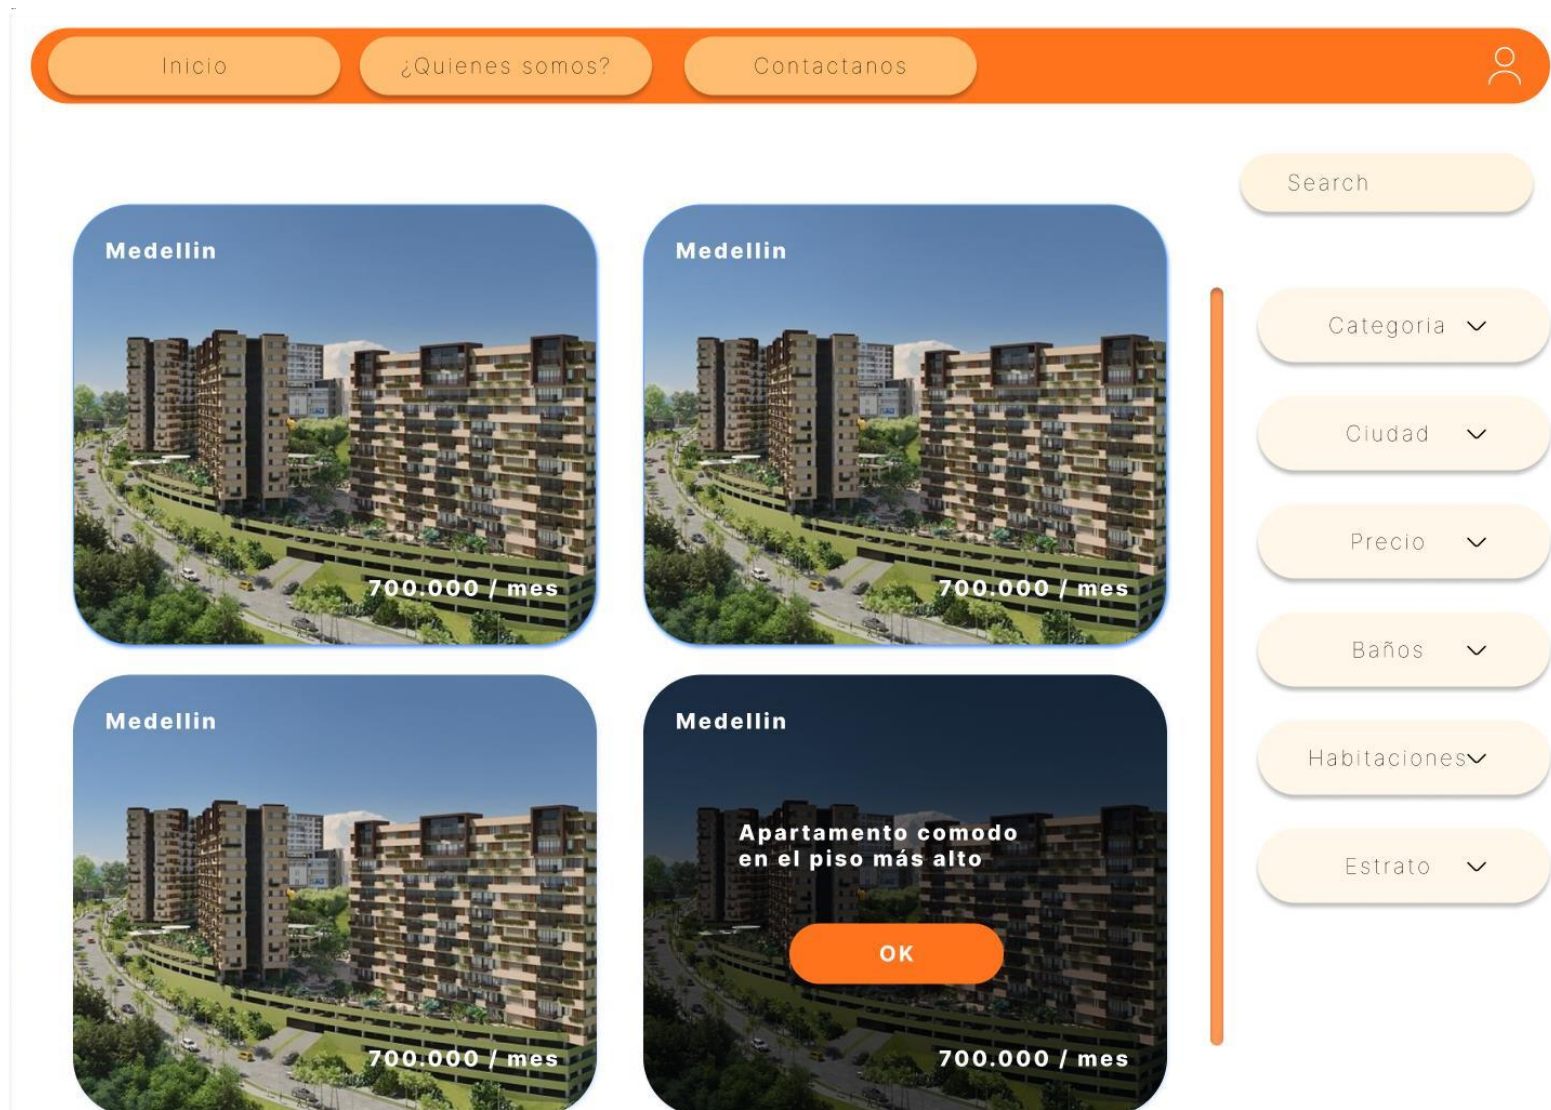 Inicio
¿Quienes somos?
Contactanos
Search
Medellin
700.000 / mes
Medellin
700.000 / mes
Medellin
700.000 / mes
Medellin
Apartamento comodo
en el piso más alto
OK
700.000 / mes
Categoria
Ciudad
Precio
Baños
Habitaciones
Estrato